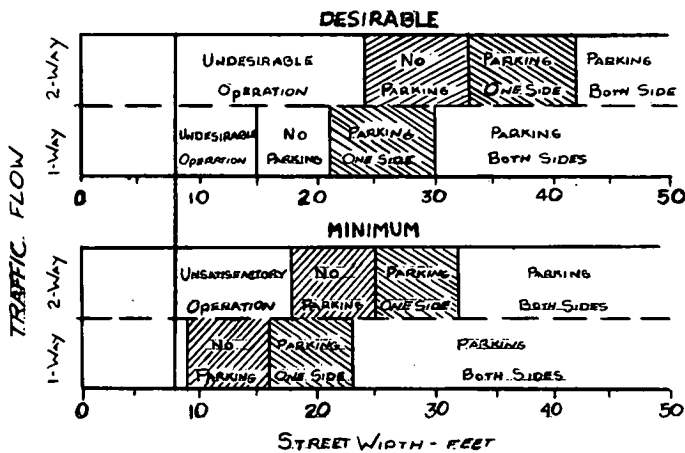 DESIRABLE
2-WAY
UNDESIRABLE OPERATION
NO PARKING
PARKING ONE SIDE
PARKING BOTH SIDE
1-WAY
UNDESIRABLE OPERATION
NO PARKING
PARKING ONE SIDE
PARKING BOTH SIDES
0 10 20 30 40 50
TRAFFIC FLOW
MINIMUM
2-WAY
UNSATISFACTORY OPERATION
NO PARKING
PARKING ONE SIDE
PARKING BOTH SIDES
1-WAY
NO PARKING
PARKING ONE SIDE
PARKING BOTH SIDES
0 10 20 30 40 50
STREET WIDTH - FEET